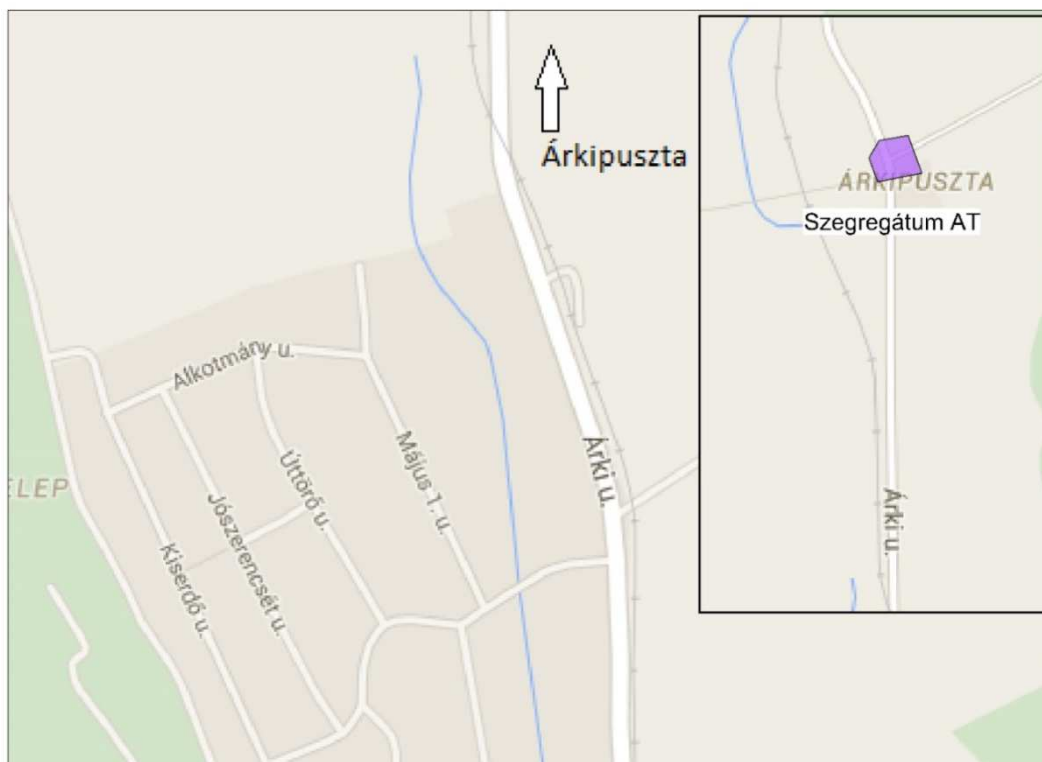 Árkipuszta
ÁRKIPUSZTA
Szegregátum AT
Alkotmány u.
Május 1. u.
Úttörő u.
Jószerencsét u.
Kiserdő u.
Árki u.
Árki u.
ELEP